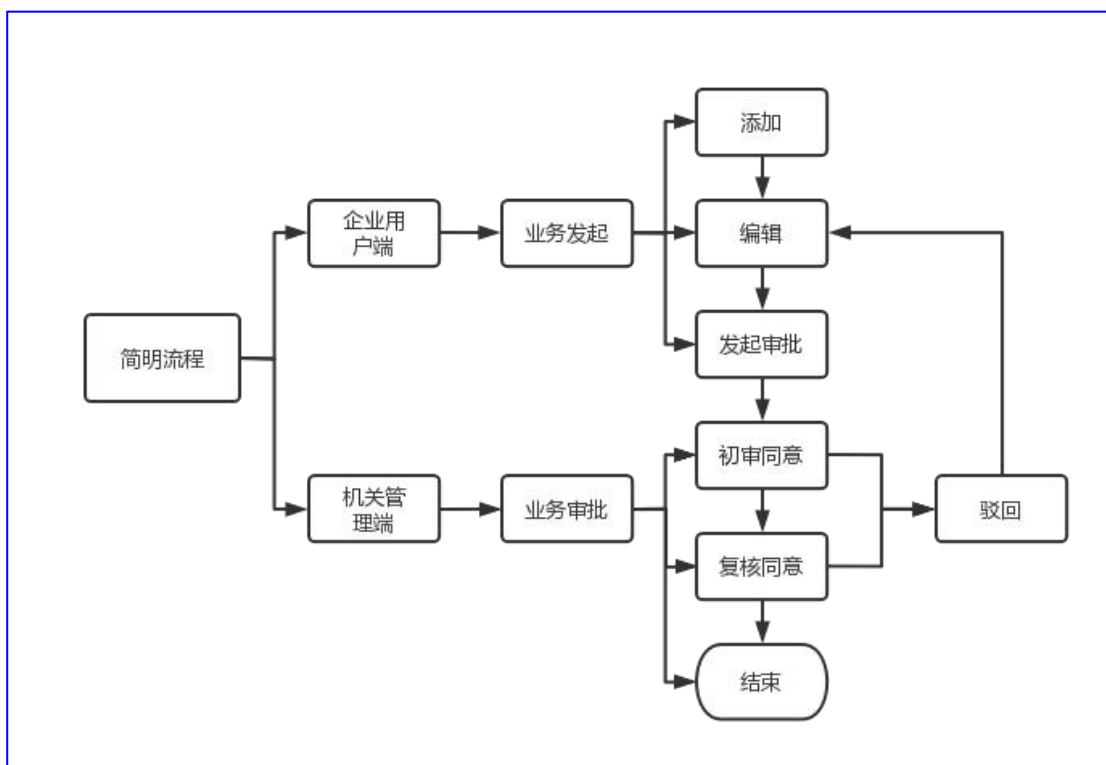 添加
企业用
户端
业务发起
编辑
简明流程
发起审批
初审同意
机关管
理端
业务审批
驳回
复核同意
结束